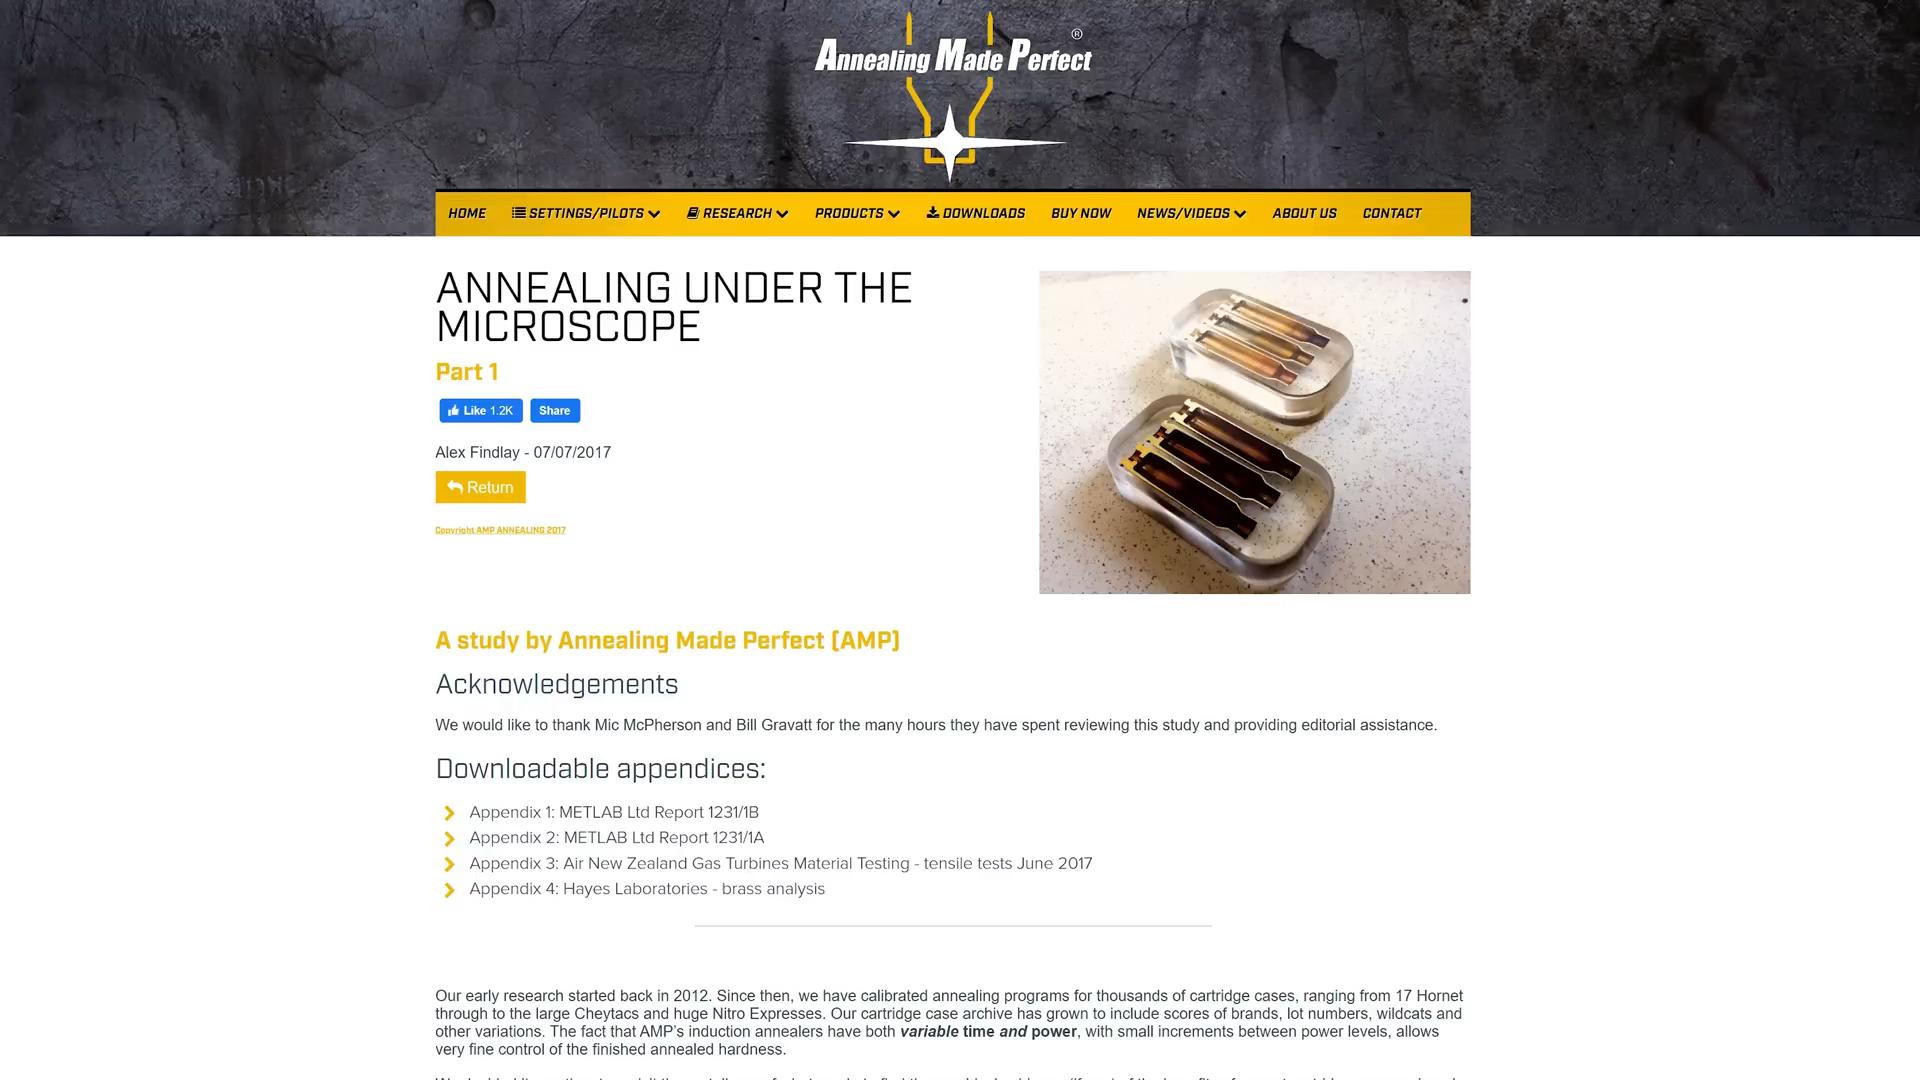 Annealing Made Perfect ®
HOME SETTINGS/PILOTS RESEARCH PRODUCTS DOWNLOADS BUY NOW NEWS/VIDEOS ABOUT US CONTACT
ANNEALING UNDER THE
MICROSCOPE
Part 1
Like 1.2K Share
Alex Findlay - 07/07/2017
Return
Copyright AMP ANNEALING 2017
A study by Annealing Made Perfect (AMP)
Acknowledgements
We would like to thank Mic McPherson and Bill Gravatt for the many hours they have spent reviewing this study and providing editorial assistance.
Downloadable appendices:
Appendix 1: METLAB Ltd Report 1231/1B
Appendix 2: METLAB Ltd Report 1231/1A
Appendix 3: Air New Zealand Gas Turbines Material Testing - tensile tests June 2017
Appendix 4: Hayes Laboratories - brass analysis
Our early research started back in 2012. Since then, we have calibrated annealing programs for thousands of cartridge cases, ranging from 17 Hornet
through to the large Cheytacs and huge Nitro Expresses. Our cartridge case archive has grown to include scores of brands, lot numbers, wildcats and
other variations. The fact that AMP’s induction annealers have both variable time and power, with small increments between power levels, allows
very fine control of the finished annealed hardness.